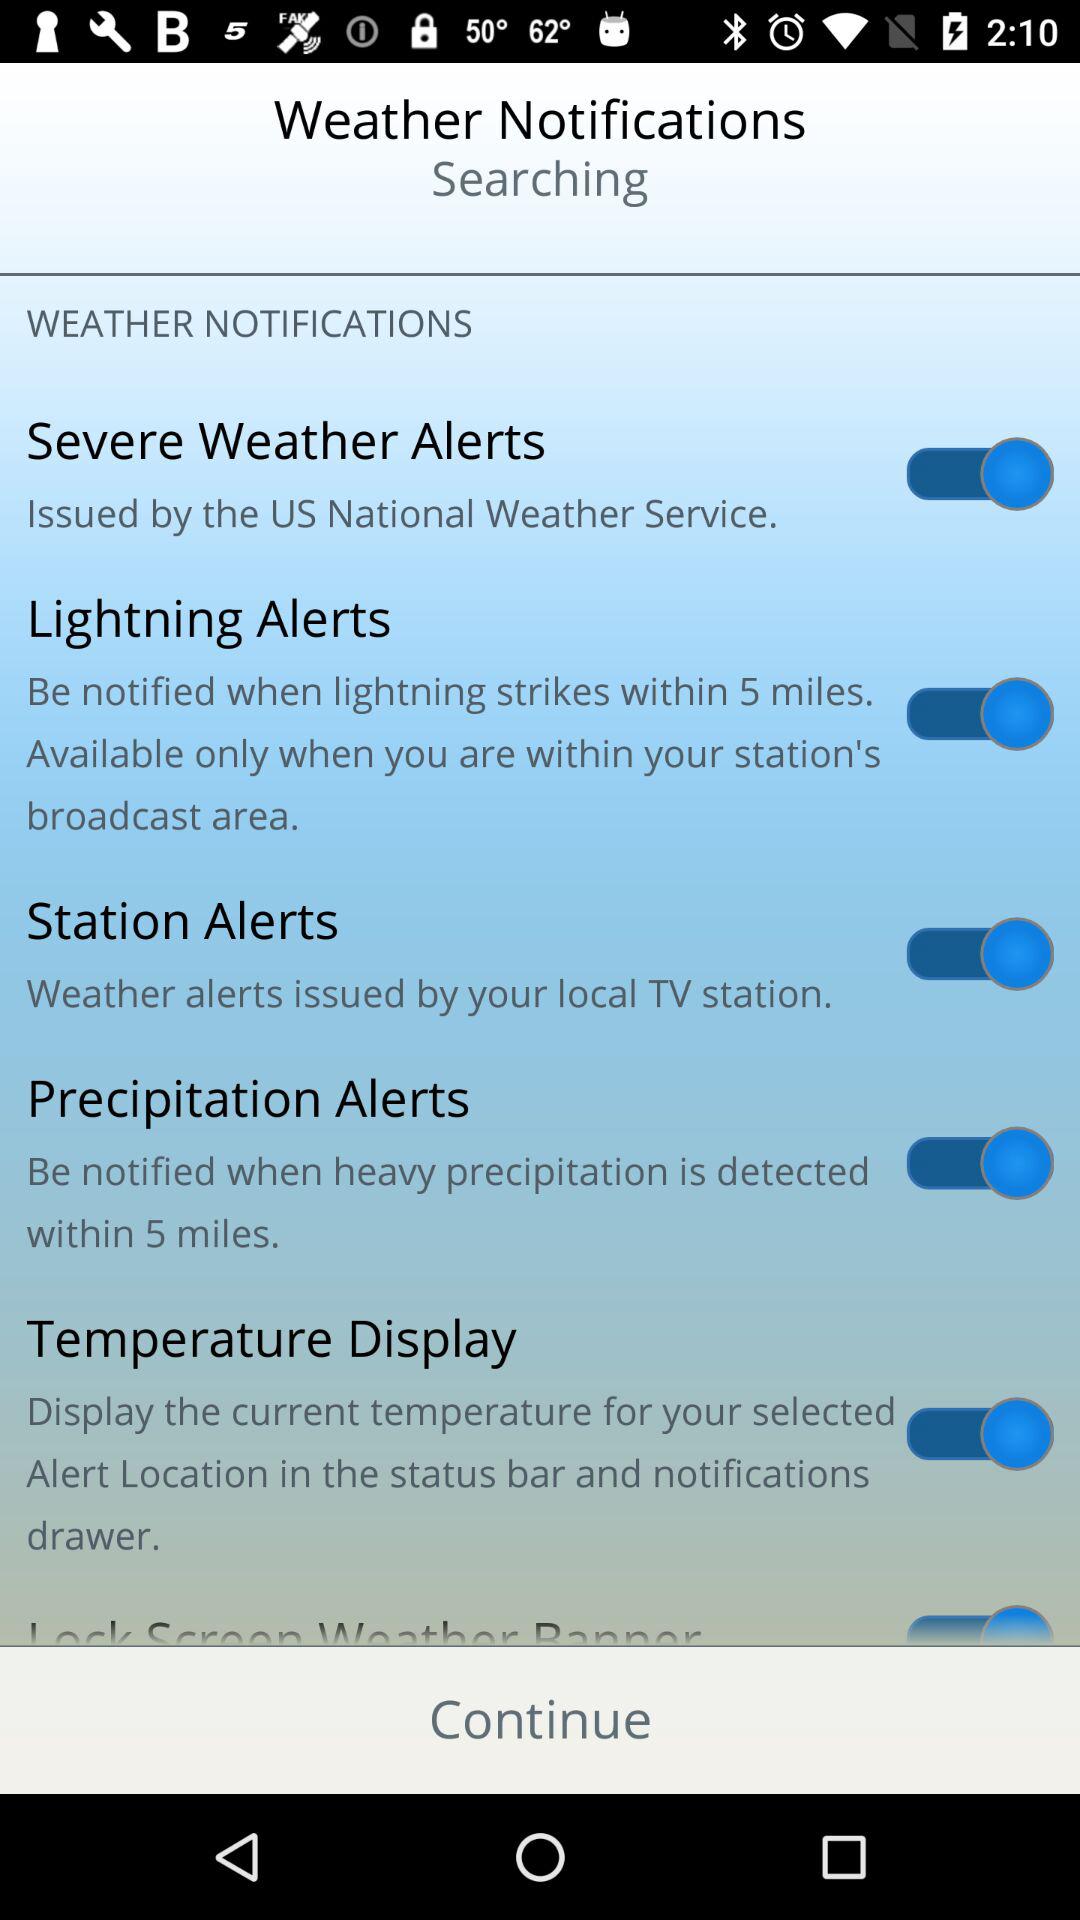 B 5 FAKE 50° 62° 2:10
Weather Notifications
Searching
WEATHER NOTIFICATIONS
Severe Weather Alerts
Issued by the US National Weather Service.
Lightning Alerts
Be notified when lightning strikes within 5 miles.
Available only when you are within your station's
broadcast area.
Station Alerts
Weather alerts issued by your local TV station.
Precipitation Alerts
Be notified when heavy precipitation is detected
within 5 miles.
Temperature Display
Display the current temperature for your selected
Alert Location in the status bar and notifications
drawer.
Lock Screen Weather Banner
Continue